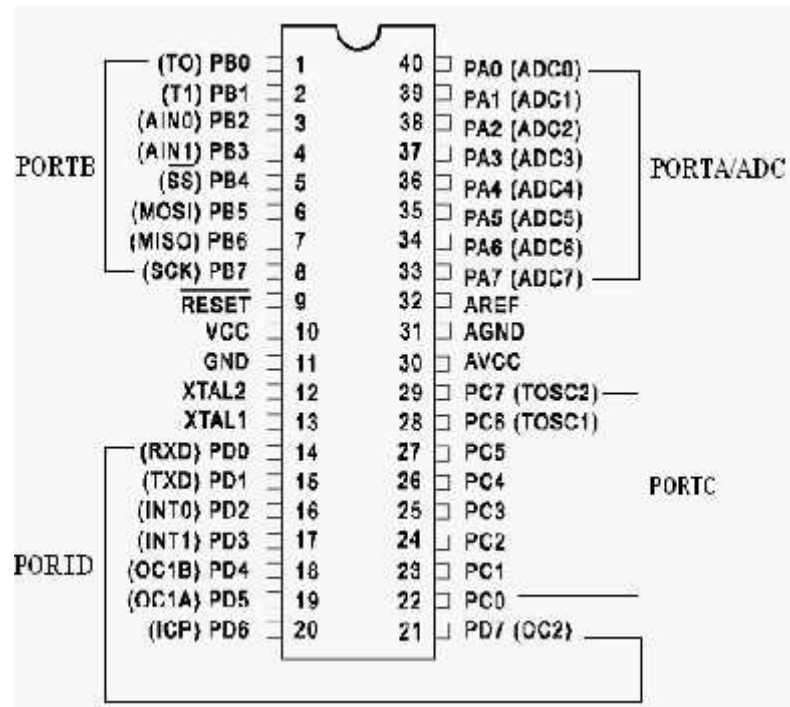 (TO) PB0 1 40 PA0 (ADC0)
(T1) PB1 2 39 PA1 (ADC1)
(AIN0) PB2 3 38 PA2 (ADC2)
(AIN1) PB3 4 37 PA3 (ADC3)
PORTB PORTA/ADC
(SS) PB4 5 36 PA4 (ADC4)
(MOSI) PB5 6 35 PA5 (ADC5)
(MISO) PB6 7 34 PA6 (ADC6)
(SCK) PB7 8 33 PA7 (ADC7)
RESET 9 32 AREF
VCC 10 31 AGND
GND 11 30 AVCC
XTAL2 12 29 PC7 (TOSC2)
XTAL1 13 28 PC6 (TOSC1)
(RXD) PD0 14 27 PC5
(TXD) PD1 15 26 PC4
PORTC
(INT0) PD2 16 25 PC3
(INT1) PD3 17 24 PC2
PORTD
(OC1B) PD4 18 23 PC1
(OC1A) PD5 19 22 PC0
(ICP) PD6 20 21 PD7 (OC2)